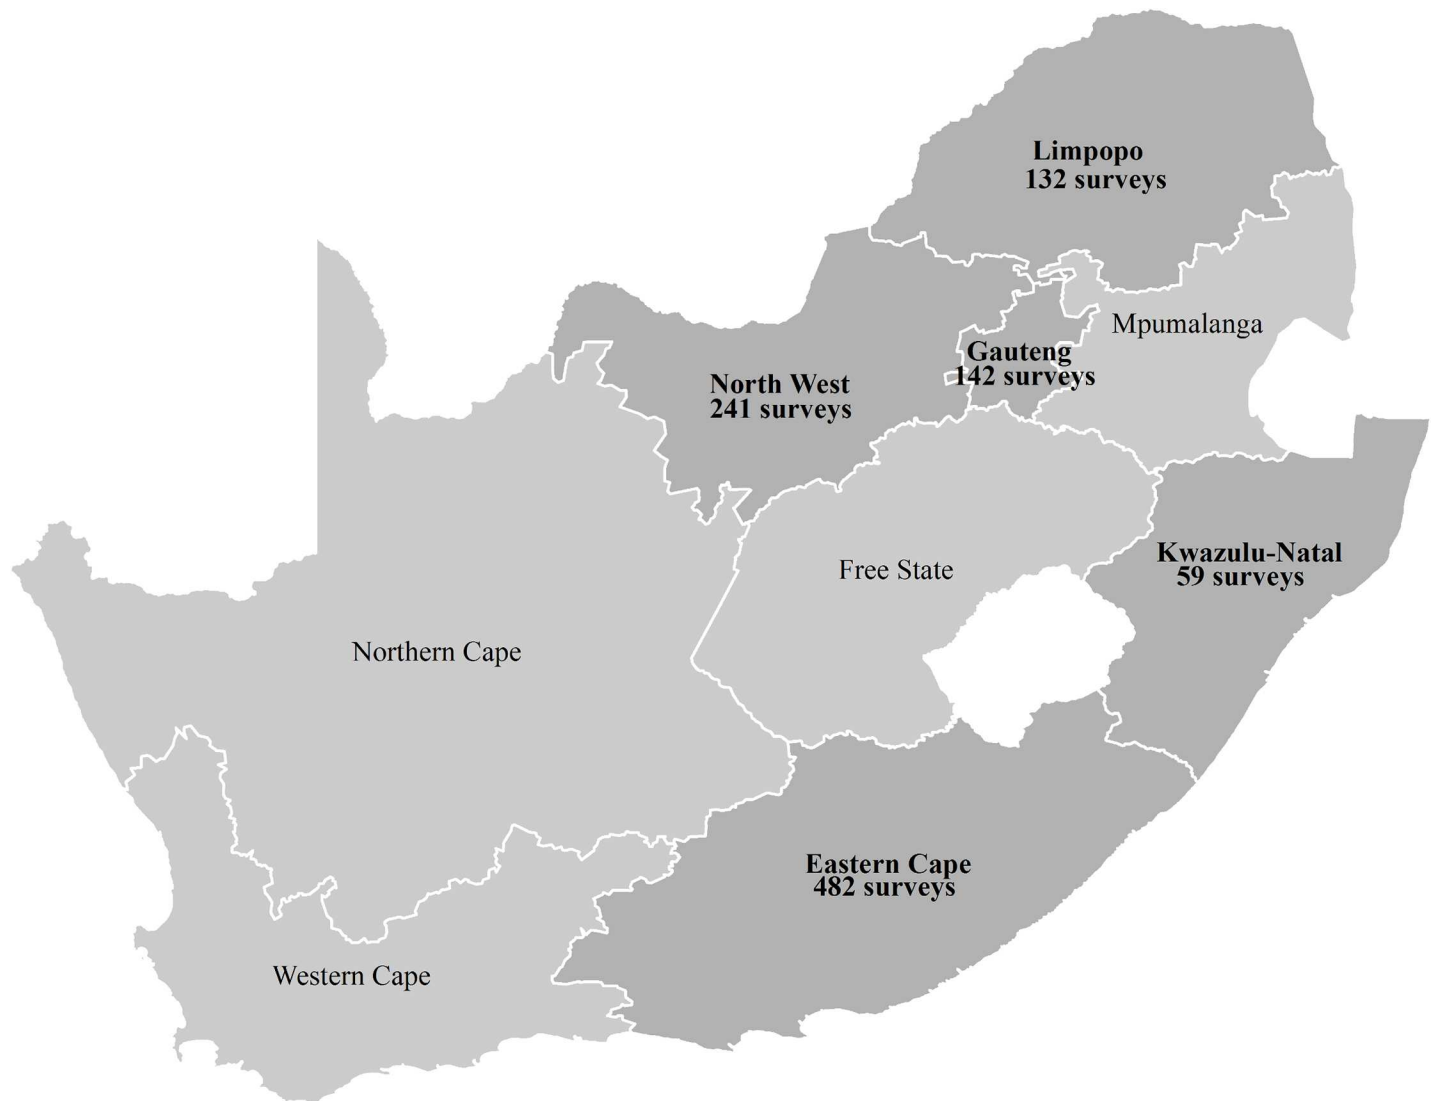 Limpopo
132 surveys
Mpumalanga
Gauteng
142 surveys
North West
241 surveys
Kwazulu-Natal
59 surveys
Free State
Northern Cape
Eastern Cape
482 surveys
Western Cape